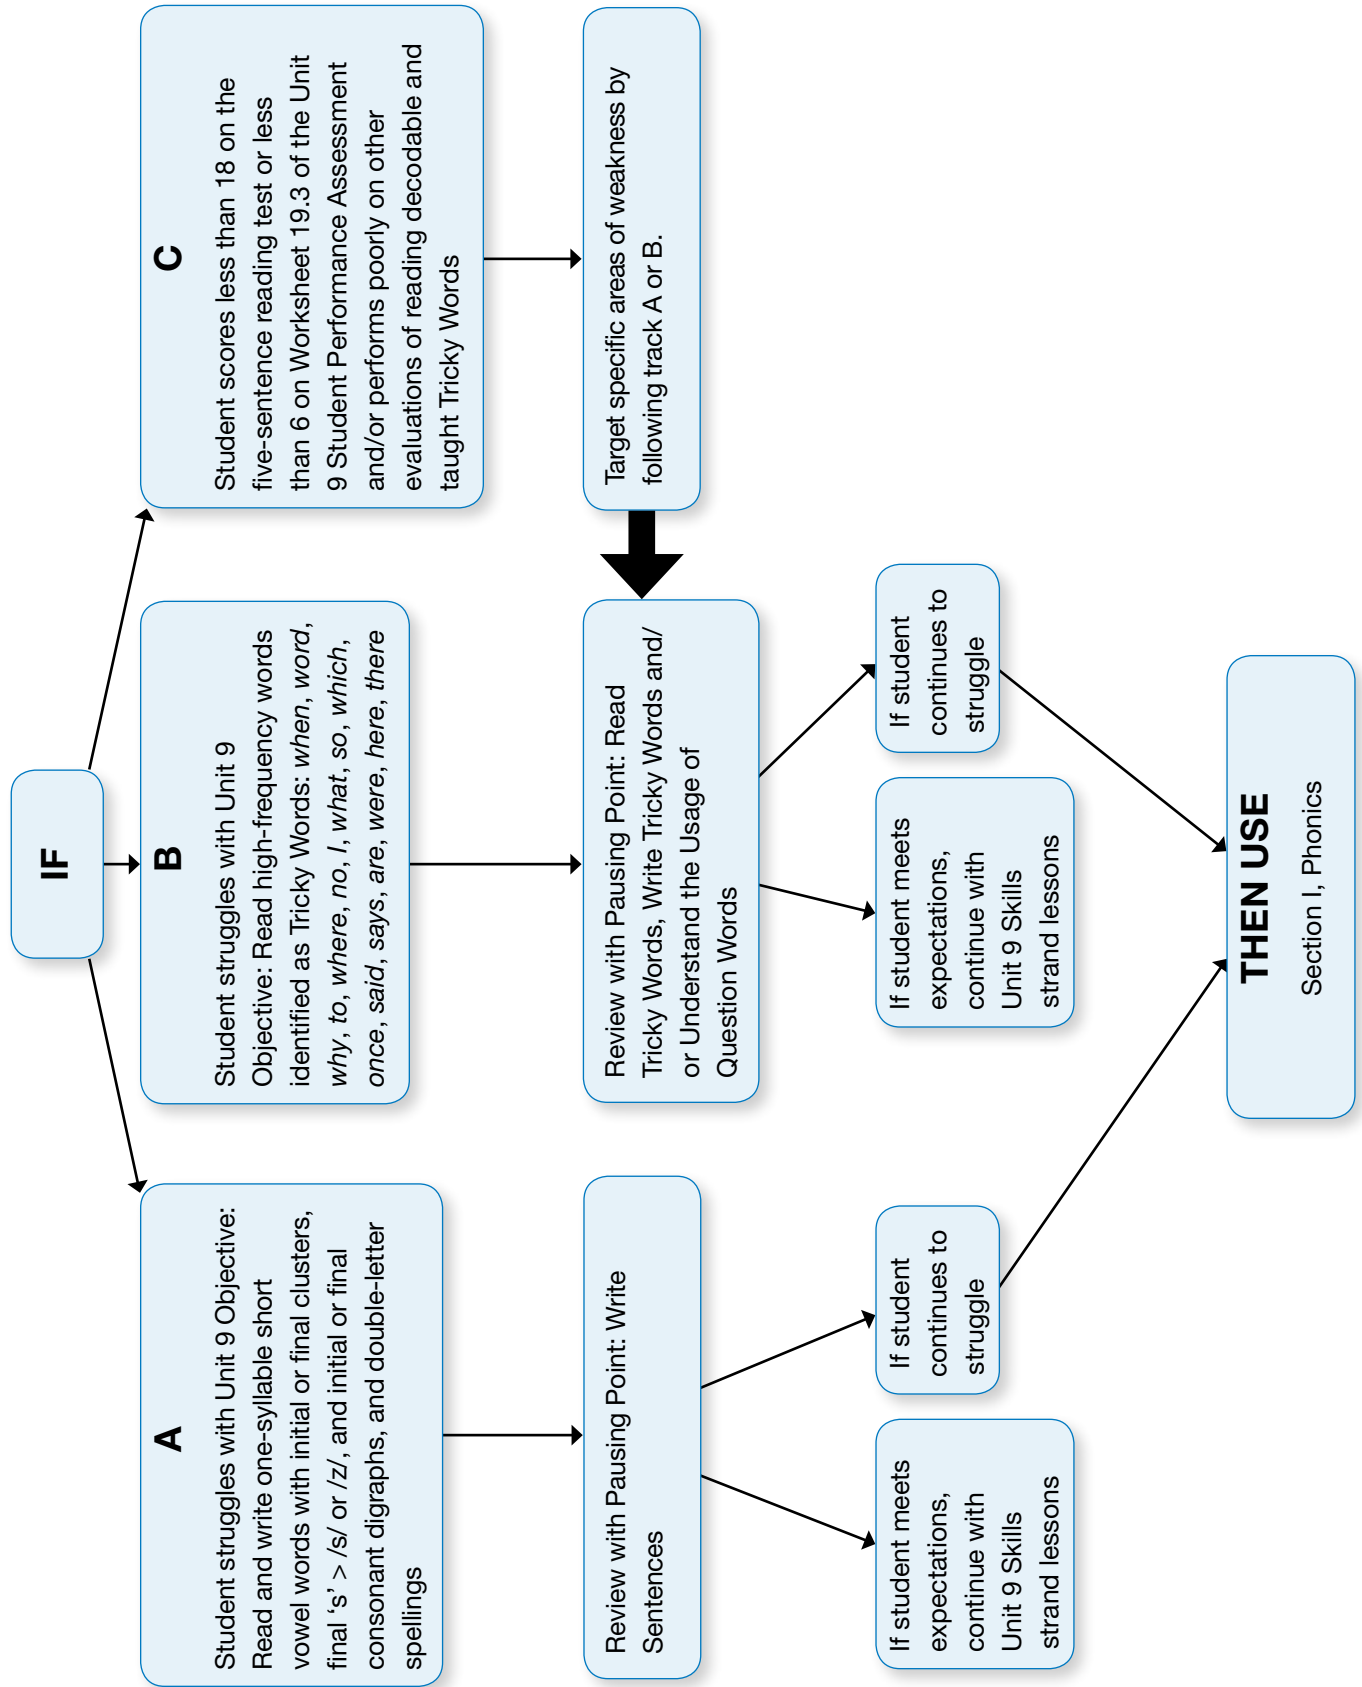 IF
A
Student struggles with Unit 9 Objective:
Read and write one-syllable short
vowel words with initial or final clusters,
final ‘s’ > /s/ or /z/, and initial or final
consonant digraphs, and double-letter
spellings
B
Student struggles with Unit 9
Objective: Read high-frequency words
identified as Tricky Words: when, word,
why, to, where, no, I, what, so, which,
once, said, says, are, were, here, there
C
Student scores less than 18 on the
five-sentence reading test or less
than 6 on Worksheet 19.3 of the Unit
9 Student Performance Assessment
and/or performs poorly on other
evaluations of reading decodable and
taught Tricky Words
Review with Pausing Point: Write
Sentences
Review with Pausing Point: Read
Tricky Words, Write Tricky Words and/
or Understand the Usage of
Question Words
Target specific areas of weakness by
following track A or B.
If student meets
expectations,
continue with
Unit 9 Skills
strand lessons
If student
continues to
struggle
If student meets
expectations,
continue with
Unit 9 Skills
strand lessons
If student
continues to
struggle
THEN USE
Section I, Phonics